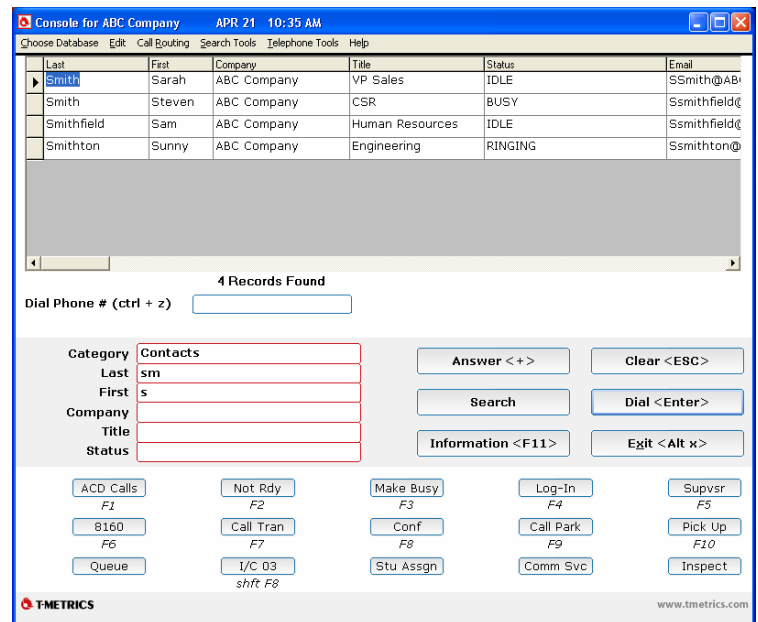 Console for ABC Company APR 21 10:35 AM
Choose Database Edit Call Routing Search Tools Telephone Tools Help
Last First Company Title Status Email
Smith Sarah ABC Company VP Sales IDLE SSmith@AB
Smith Steven ABC Company CSR BUSY Ssmithfield@
Smithfield Sam ABC Company Human Resources IDLE Ssmithfield@
Smithton Sunny ABC Company Engineering RINGING Ssmithton@
4 Records Found
Dial Phone # (ctrl + z)
Category Contacts
Last sm
First s
Company
Title
Status
Answer <+> Clear <ESC>
Search Dial <Enter>
Information <F11> Exit <Alt x>
ACD Calls Not Rdy Make Busy Log-In Supvsr
F1 F2 F3 F4 F5
8160 Call Tran Conf Call Park Pick Up
F6 F7 F8 F9 F10
Queue I/C 03 Stu Assgn Comm Svc Inspect
shft F8
T-METRICS www.tmetrics.com